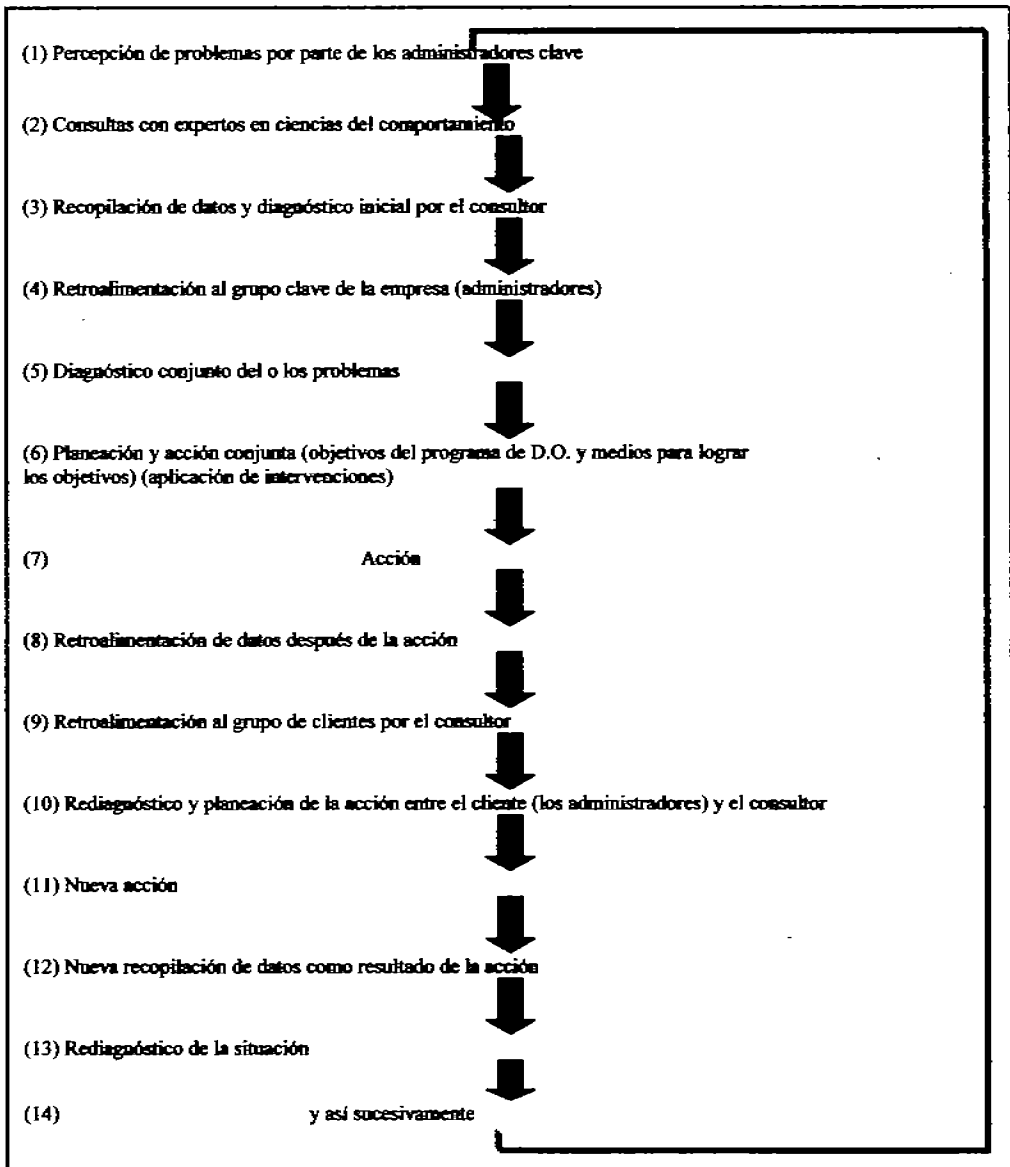 (1) Percepción de problemas por parte de los administradores clave
(2) Consultas con expertos en ciencias del comportamiento
(3) Recopilación de datos y diagnóstico inicial por el consultor
(4) Retroalimentación al grupo clave de la empresa (administradores)
(5) Diagnóstico conjunto del o los problemas
(6) Planeación y acción conjunta (objetivos del programa de D.O. y medios para lograr
los objetivos) (aplicación de intervenciones)
(7) Acción
(8) Retroalimentación de datos después de la acción
(9) Retroalimentación al grupo de clientes por el consultor
(10) Rediagnóstico y planeación de la acción entre el cliente (los administradores) y el consultor
(11) Nueva acción
(12) Nueva recopilación de datos como resultado de la acción
(13) Rediagnóstico de la situación
(14) y así sucesivamente